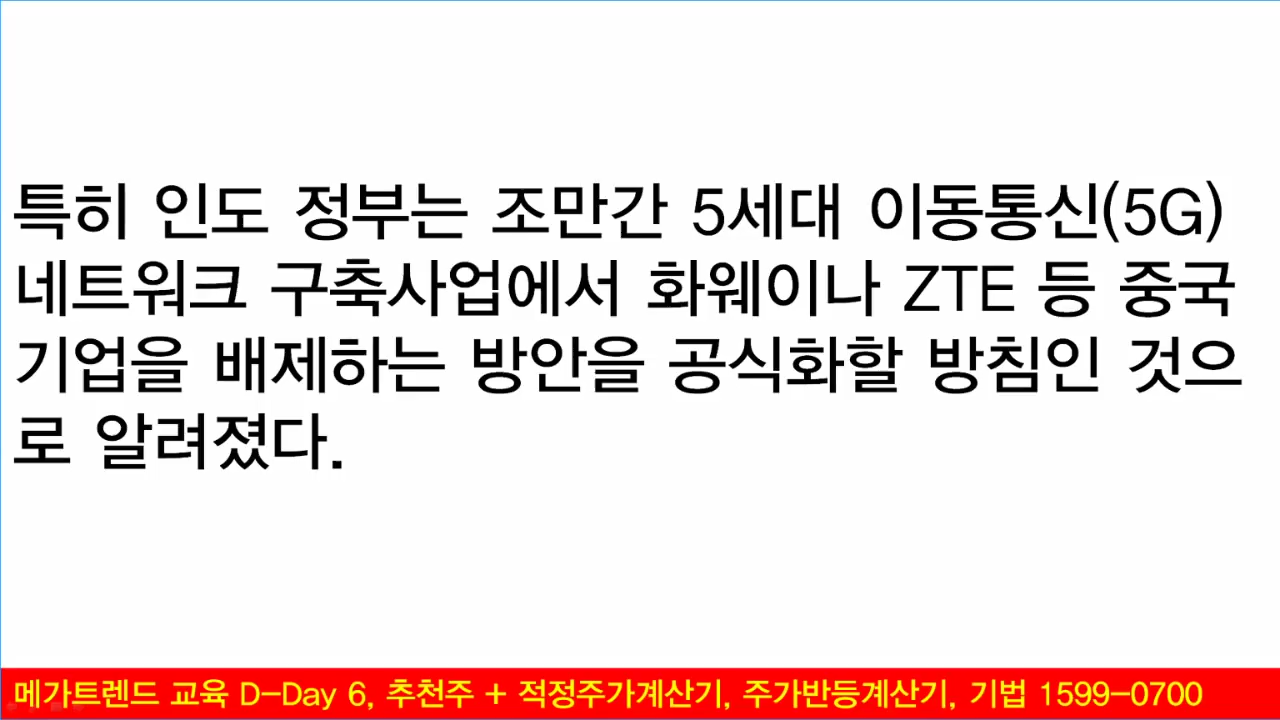 특히 인도 정부는 조만간 5세대 이동통신(5G)
네트워크 구축사업에서 화웨이나 ZTE 등 중국
기업을 배제하는 방안을 공식화할 방침인 것으
로 알려졌다.
메가트렌드 교육 D-Day 6, 추천주 + 적정주가계산기, 주가반등계산기, 기법 1599-0700